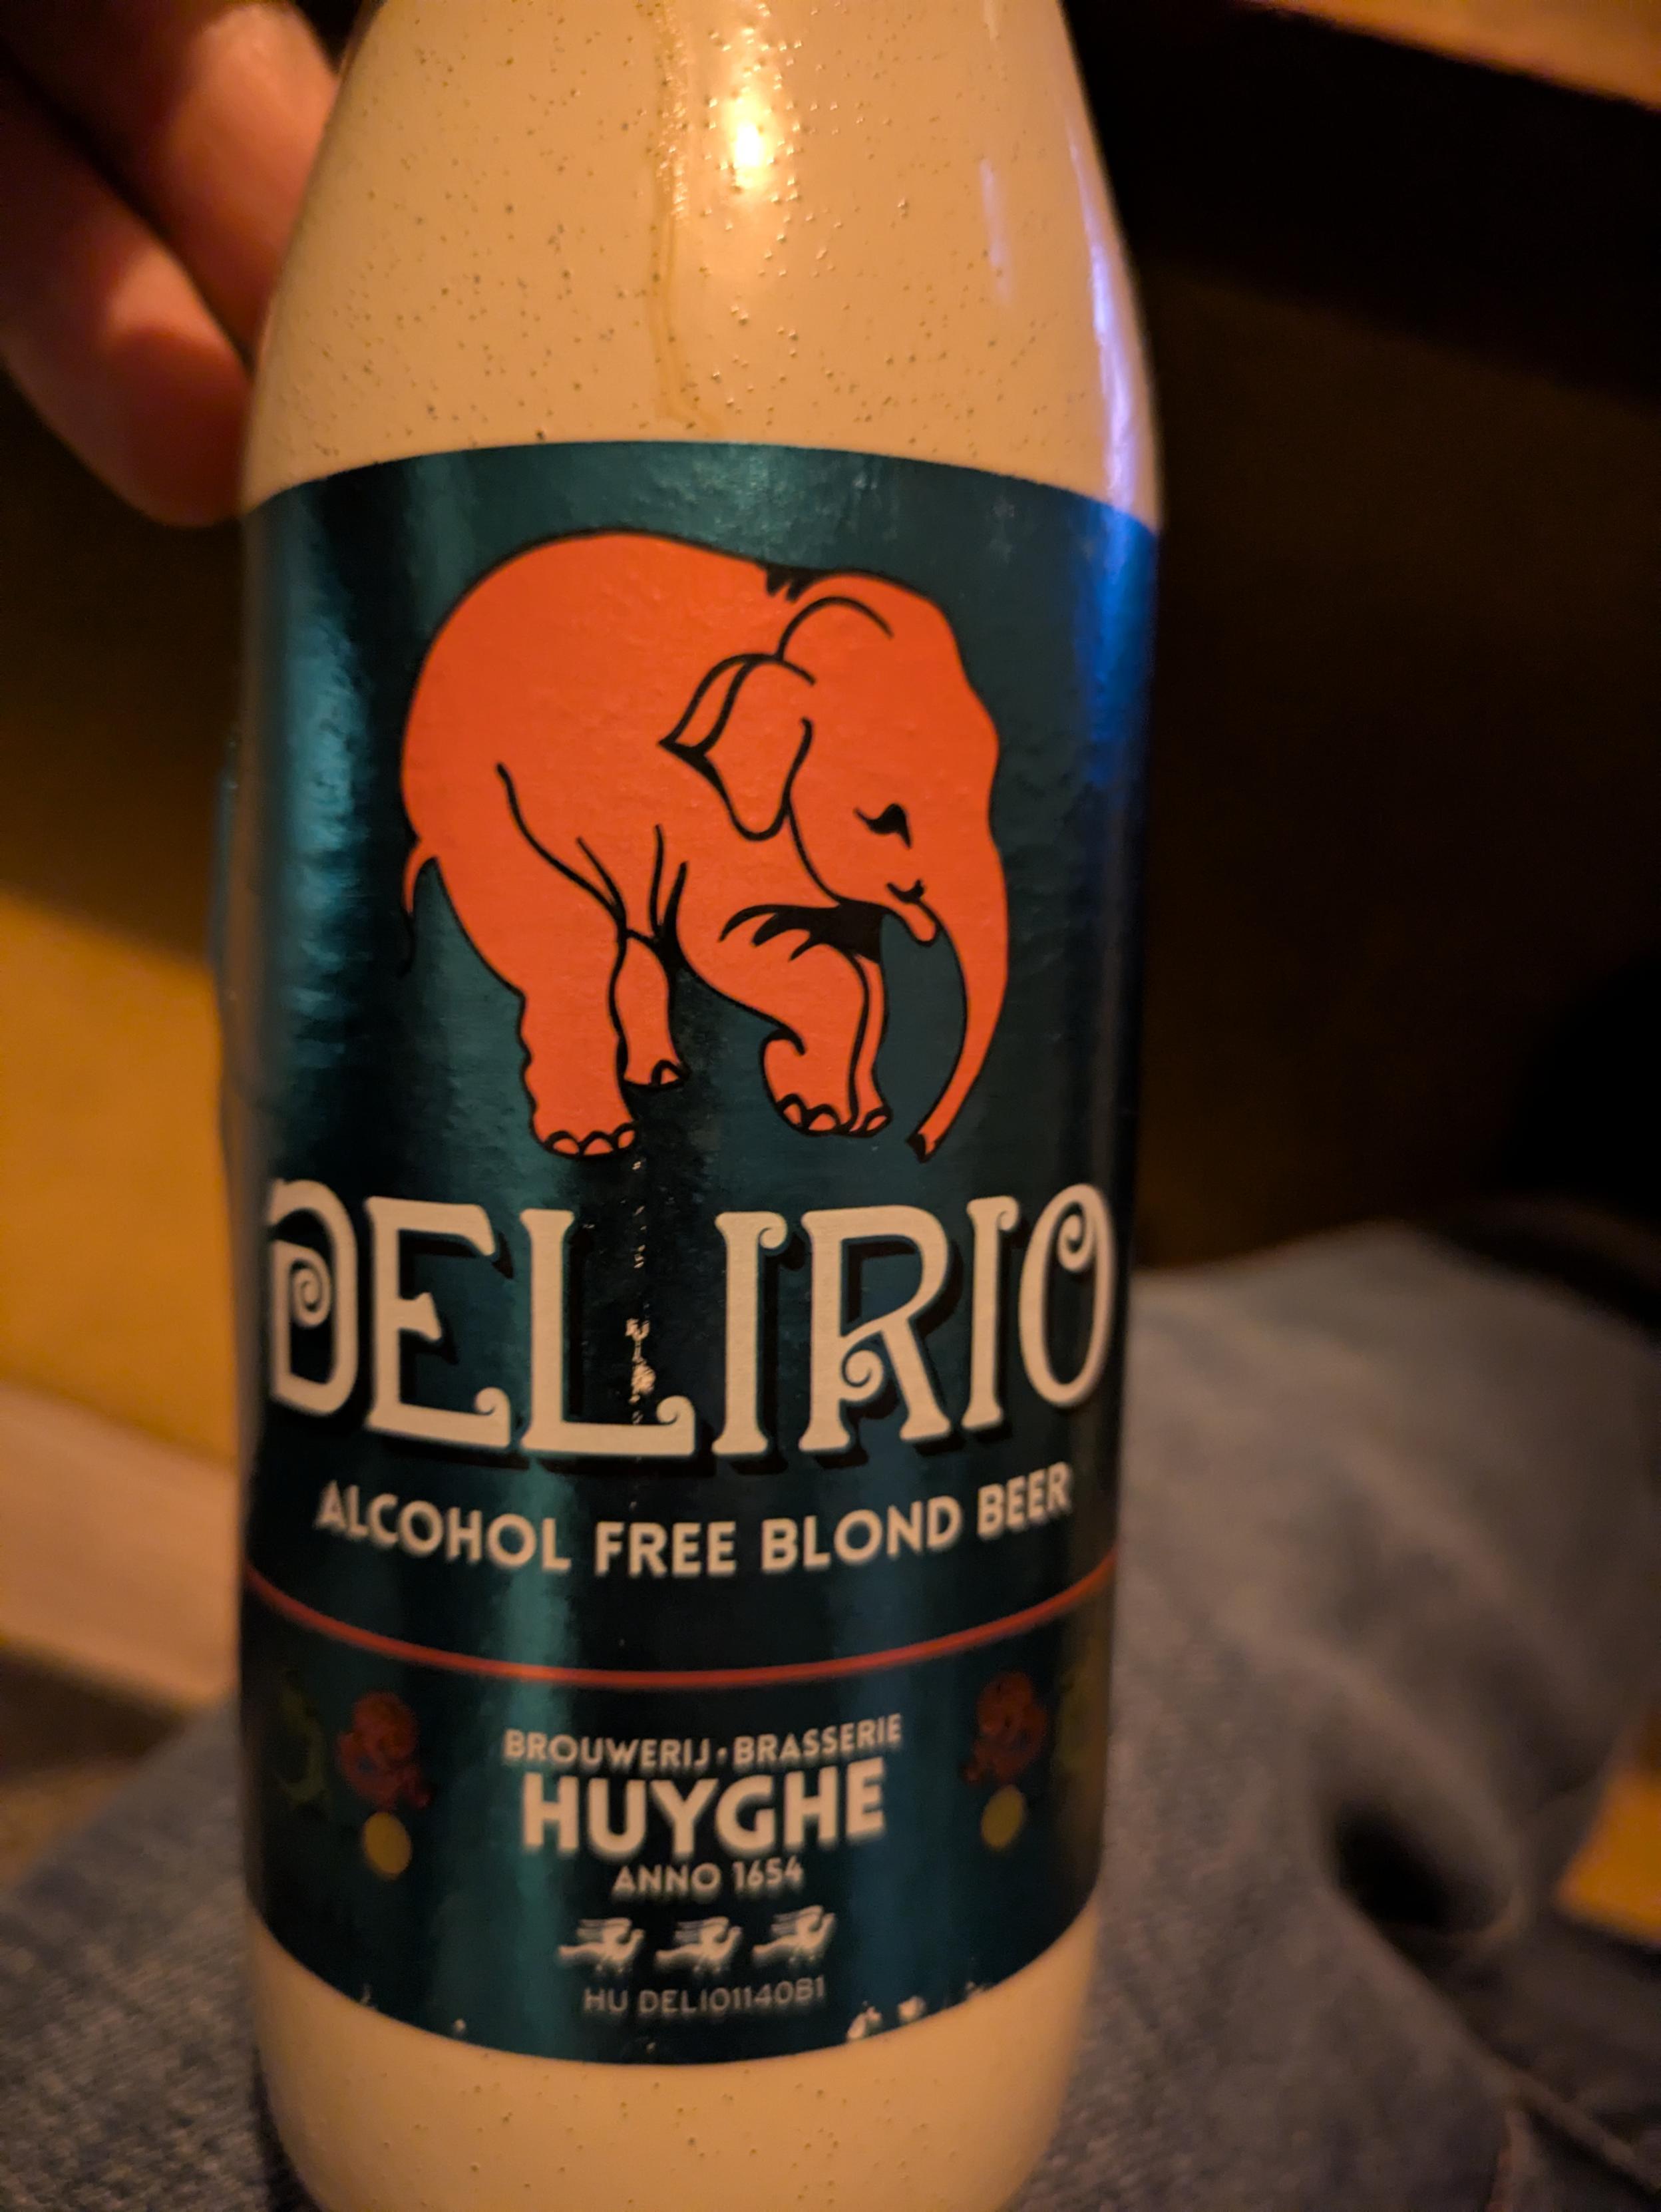 DELIRIO
ALCOHOL FREE BLOND BEER
BROUWERIJ · BRASSERIE
HUYGHE
ANNO 1654
HU DELIO1140B1